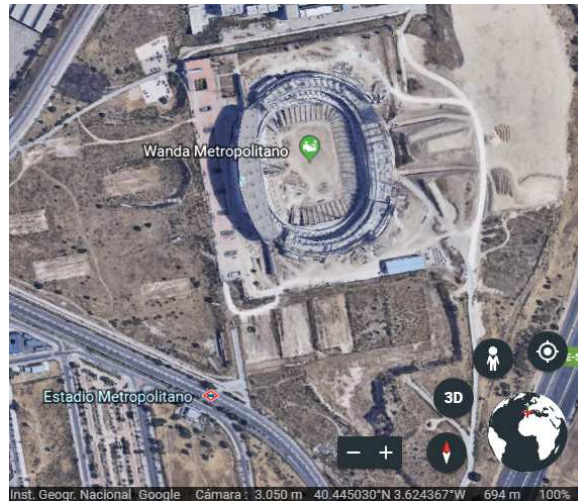 Wanda Metropolitano
Estadio Metropolitano
3D
Inst. Geogr. Nacional Google Cámara : 3.050 m 40.445030°N 3.624367°W 694 m 100%